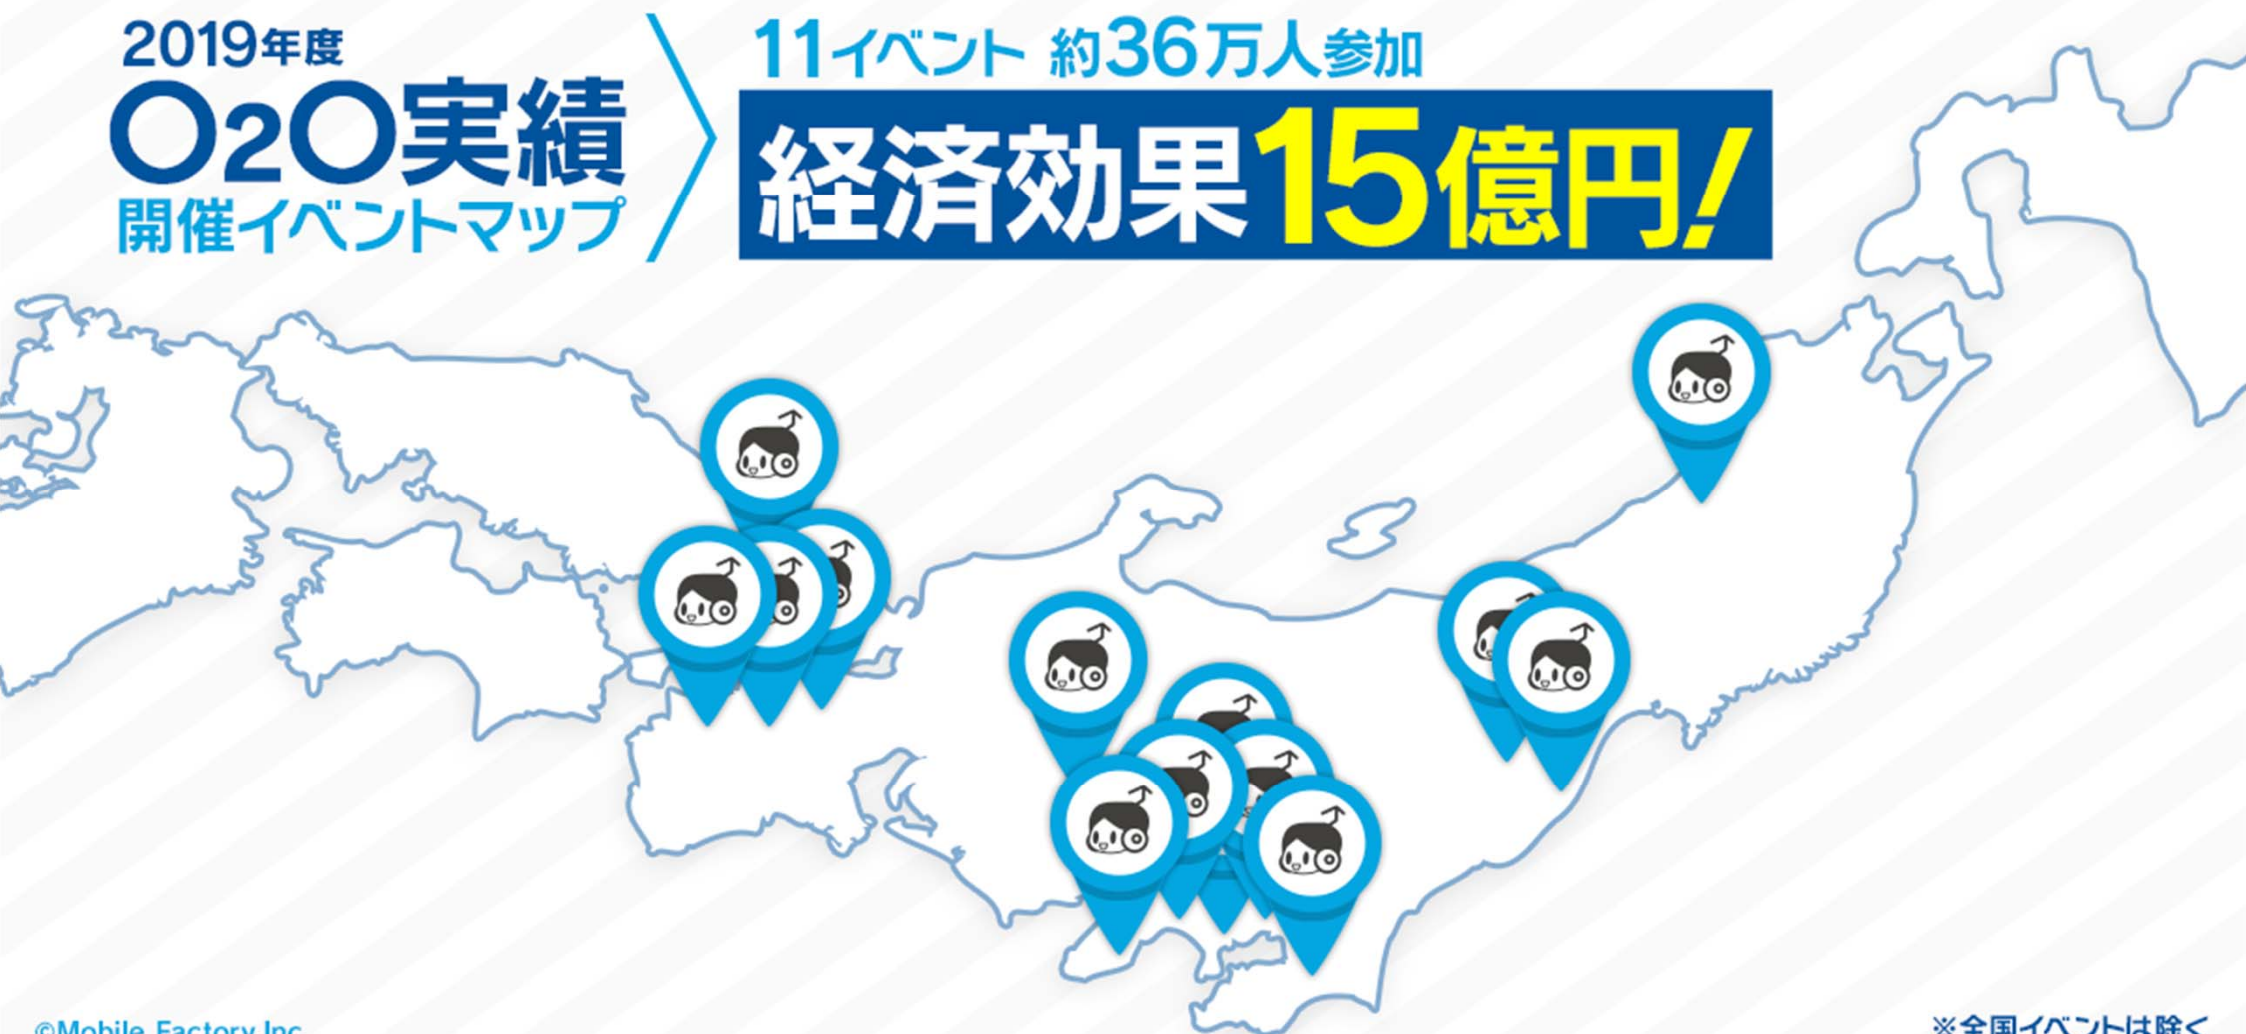 2019年度
O2O実績
開催イベントマップ
11イベント 約36万人参加
経済効果15億円!
©Mobile Factory,Inc.
※全国イベントは除く